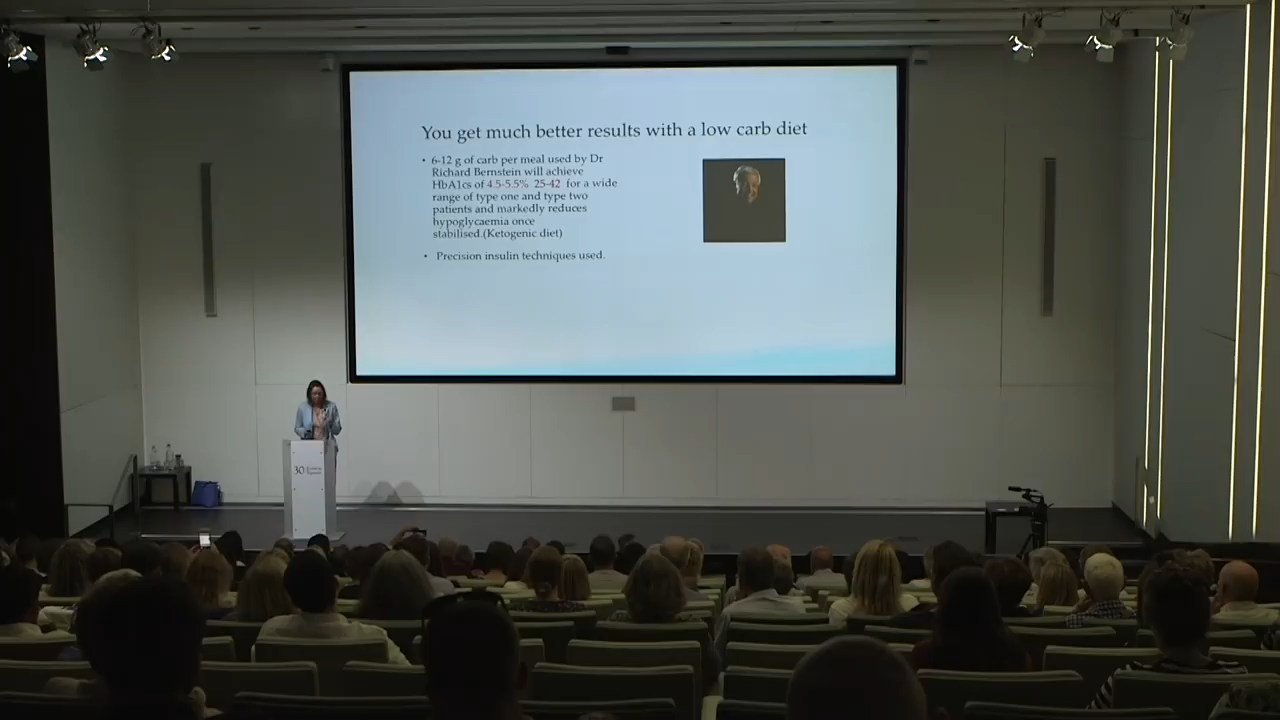 You get much better results with a low carb diet
• 6-12 g of carb per meal used by Dr
Richard Bernstein will achieve
HbA1cs of 4.5-5.5% 25-42 for a wide
range of type one and type two
patients and markedly reduces
hypoglycaemia once
stabilised.(Ketogenic diet)
• Precision insulin techniques used.
30